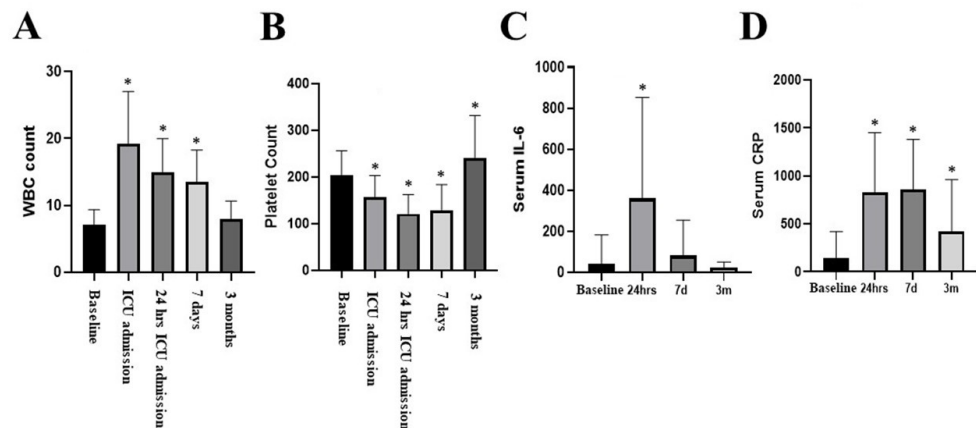 A
WBC count
30
20
10
0
*
*
*
Baseline
ICU admission
24 hrs ICU admission
7 days
3 months
B
Platelet Count
400
300
200
100
0
*
*
*
*
Baseline
ICU admission
24 hrs ICU admission
7 days
3 months
C
Serum IL-6
1000
800
600
400
200
0
*
Baseline 24hrs 7d 3m
D
Serum CRP
2000
1500
1000
500
0
*
*
*
Baseline 24hrs 7d 3m